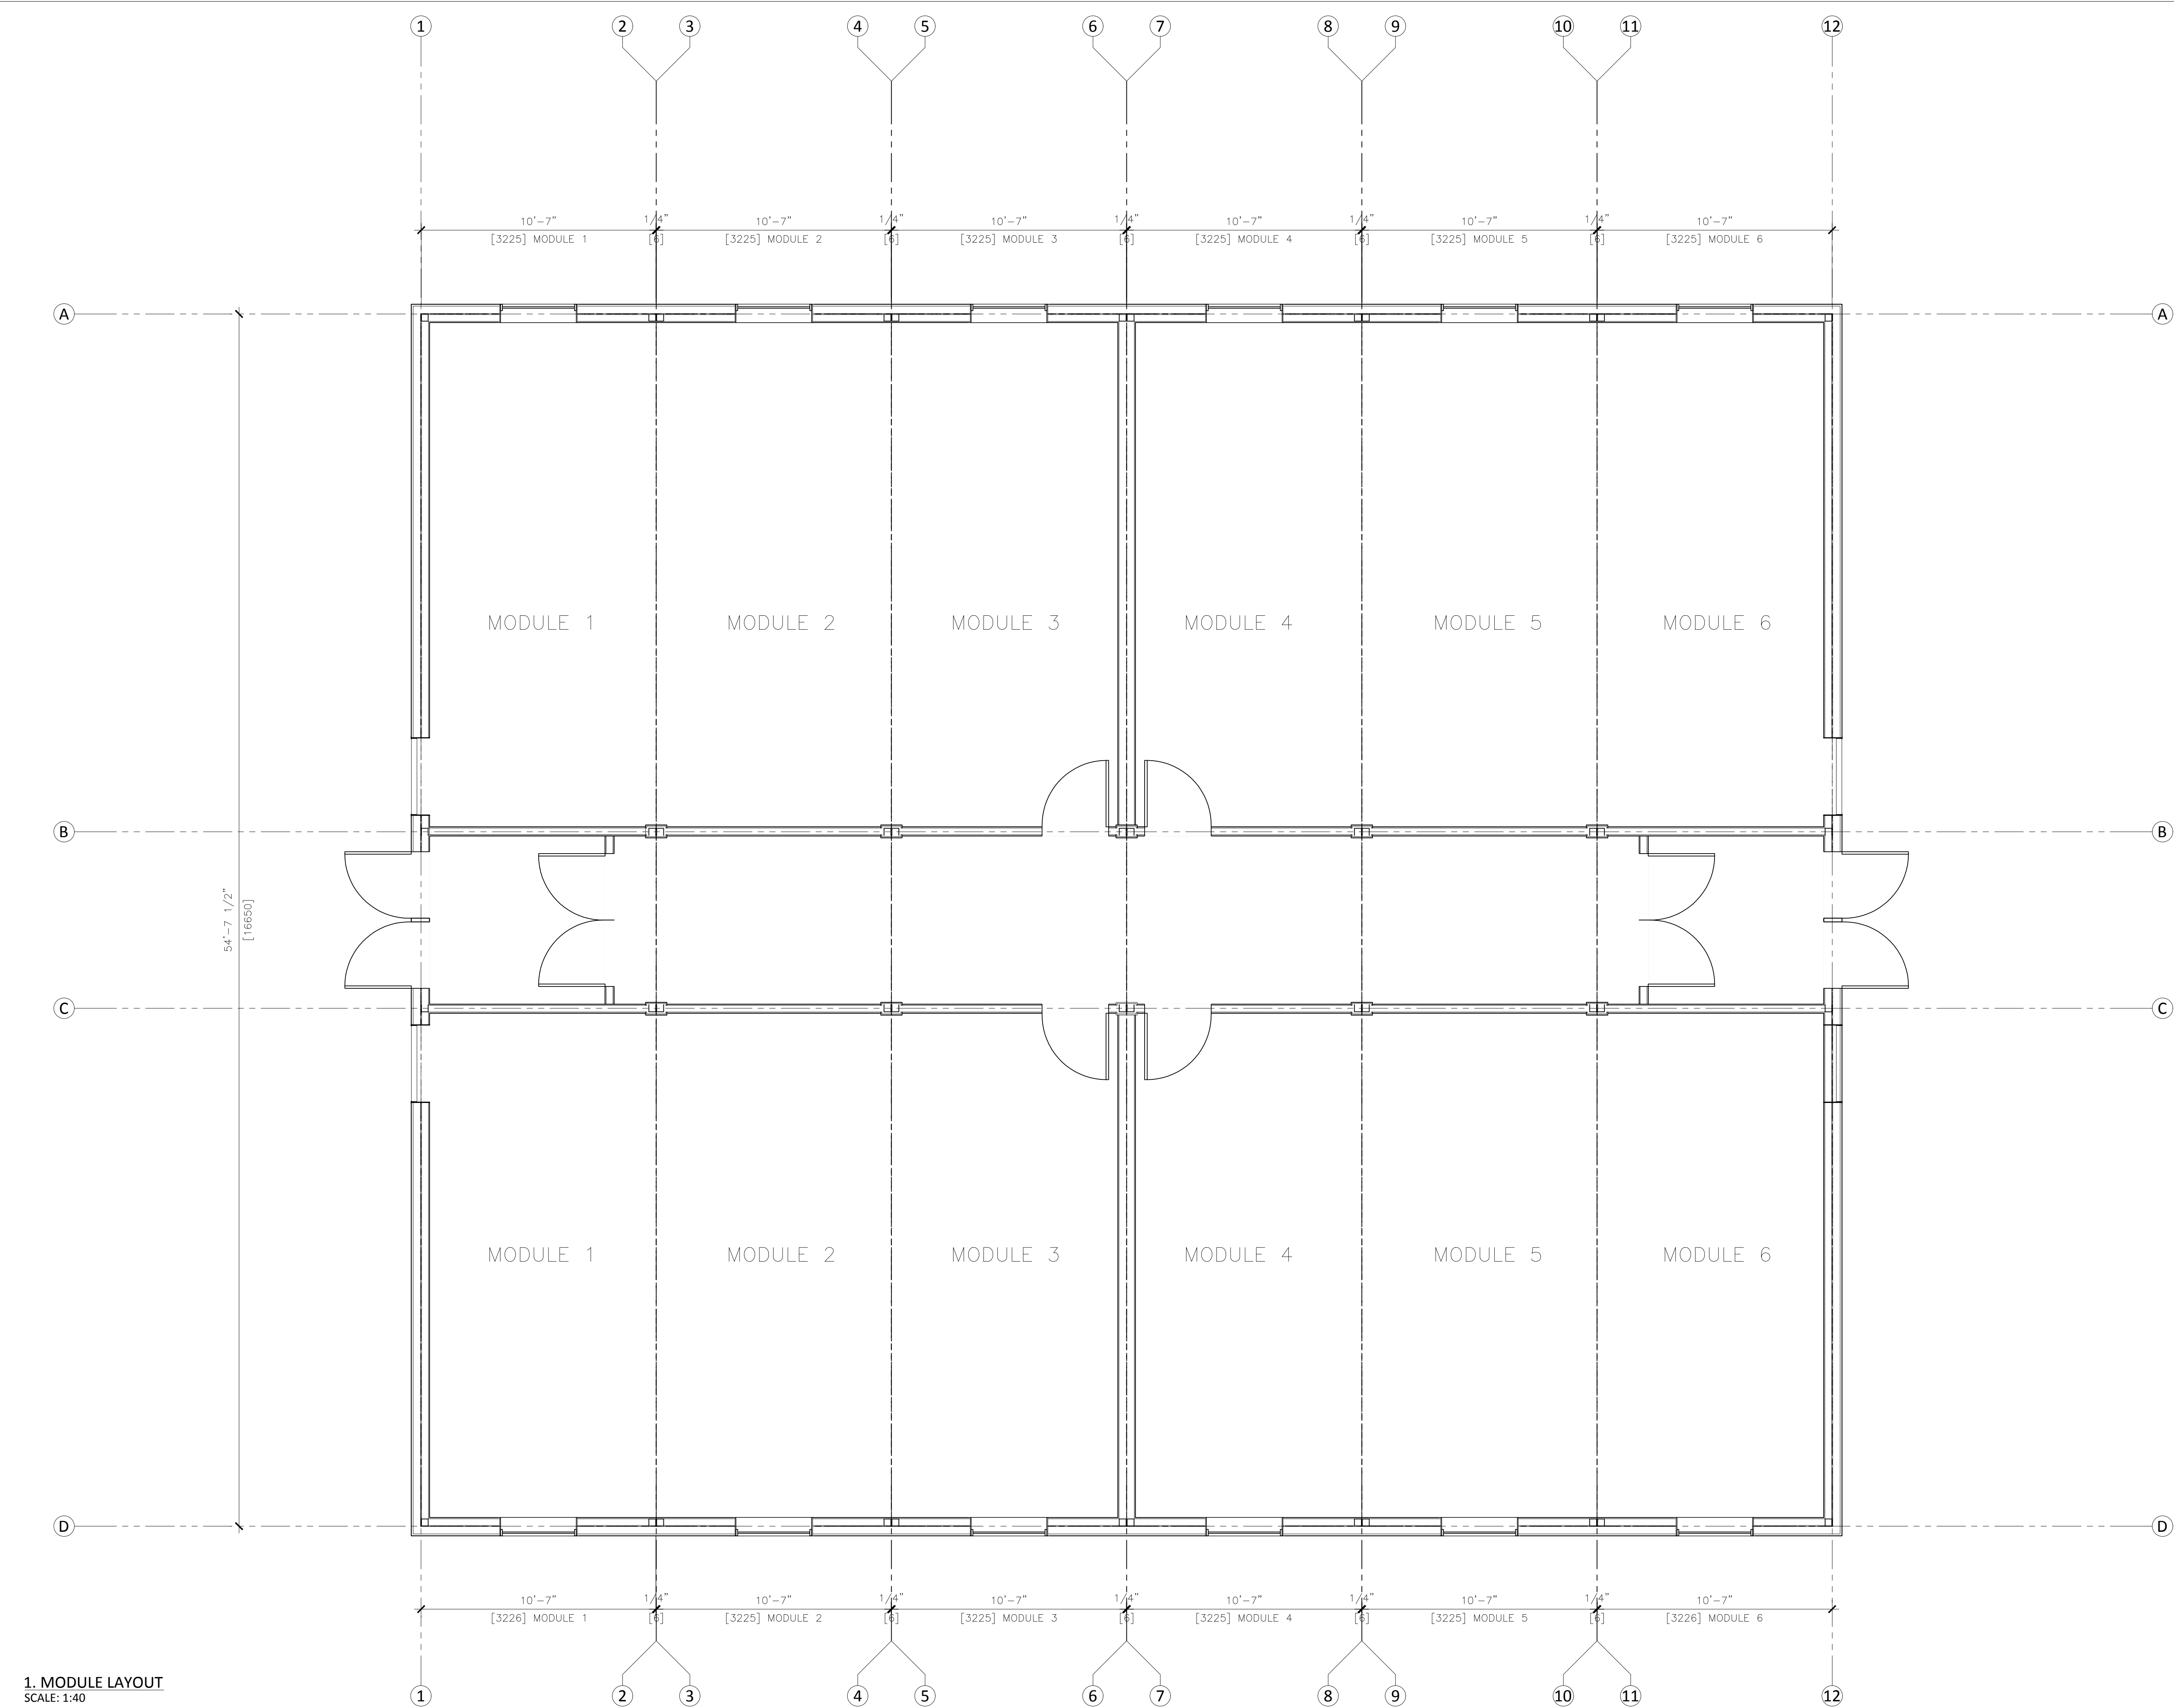 1 2 3 4 5 6 7 8 9 10 11 12
10'-7" 1/4" 10'-7" 1/4" 10'-7" 1/4" 10'-7" 1/4" 10'-7" 1/4" 10'-7"
[3225] MODULE 1 [6] [3225] MODULE 2 [6] [3225] MODULE 3 [6] [3225] MODULE 4 [6] [3225] MODULE 5 [6] [3225] MODULE 6
A A
MODULE 1 MODULE 2 MODULE 3 MODULE 4 MODULE 5 MODULE 6
B B
54'-7 1/2"
[16650]
C C
MODULE 1 MODULE 2 MODULE 3 MODULE 4 MODULE 5 MODULE 6
D D
10'-7" 1/4" 10'-7" 1/4" 10'-7" 1/4" 10'-7" 1/4" 10'-7" 1/4" 10'-7"
[3226] MODULE 1 [6] [3225] MODULE 2 [6] [3225] MODULE 3 [6] [3225] MODULE 4 [6] [3225] MODULE 5 [6] [3226] MODULE 6
1 2 3 4 5 6 7 8 9 10 11 12
1. MODULE LAYOUT
SCALE: 1:40